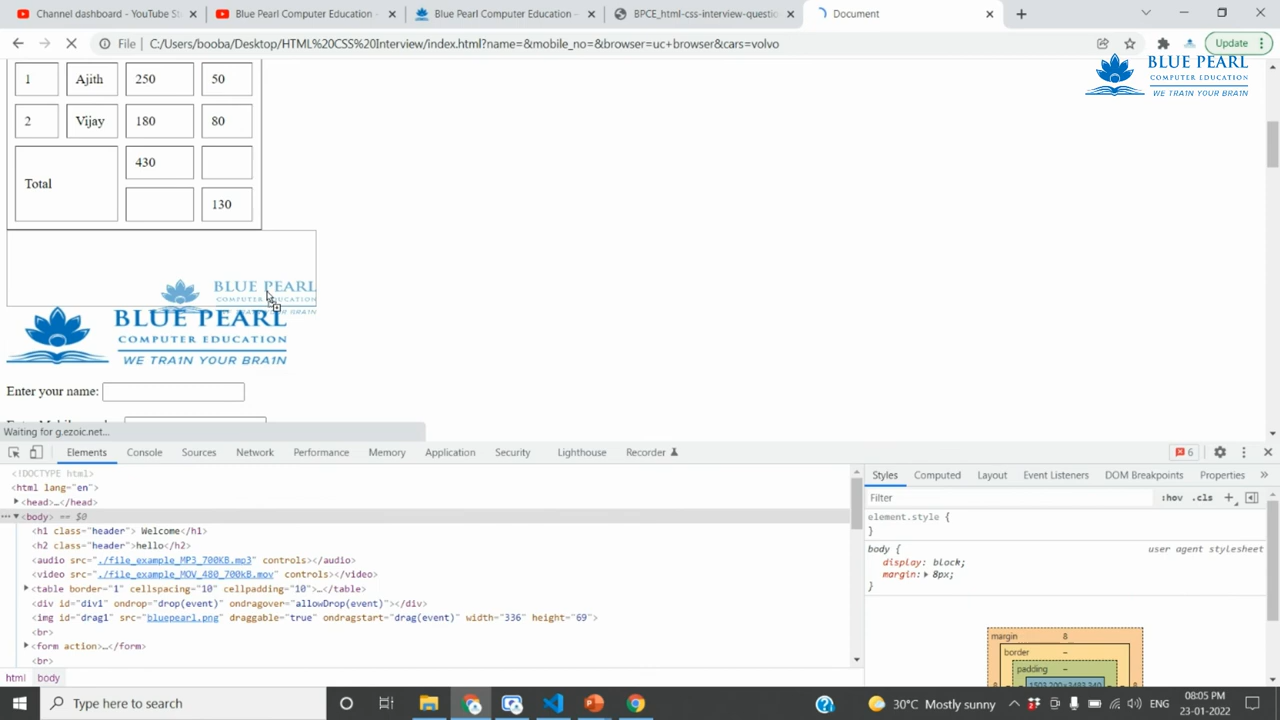 Channel dashboard - YouTube St
Blue Pearl Computer Education -
Blue Pearl Computer Education –
BPCE_html-css-interview-questio
Document
File
C:/Users/booba/Desktop/HTML%20CSS%20Interview/index.html?name=&mobile_no=&browser=uc+browser&cars=volvo
Update
BLUE PEARL
COMPUTER EDUCATION
WE TRAIN YOUR BRAIN
1 Ajith 250 50
2 Vijay 180 80
Total 430
130
BLUE PEARL
COMPUTER EDUCATION
BLUE PEARL
COMPUTER EDUCATION
WE TRAIN YOUR BRAIN
Enter your name:
Waiting for g.ezoic.net...
Elements Console Sources Network Performance Memory Application Security Lighthouse Recorder 6
<!DOCTYPE html>
<html lang="en">
<head>…</head>
<body> == $0
<h1 class="header"> Welcome</h1>
<h2 class="header">hello</h2>
<audio src="./file_example_MP3_700KB.mp3" controls></audio>
<video src="./file_example_MOV_480_700kB.mov" controls></video>
<table border="1" cellspacing="10" cellpadding="10">…</table>
<div id="div1" ondrop="drop(event)" ondragover="allowDrop(event)"></div>
<img id="drag1" src="bluepearl.png" draggable="true" ondragstart="drag(event)" width="336" height="69">
<br>
<form action>…</form>
<br>
html body
Styles Computed Layout Event Listeners DOM Breakpoints Properties
Filter
:hov .cls
element.style {
}
body { user agent stylesheet
display: block;
margin: 8px;
}
margin 8
border –
padding –
8 8
Type here to search
30°C Mostly sunny
ENG
08:05 PM
23-01-2022